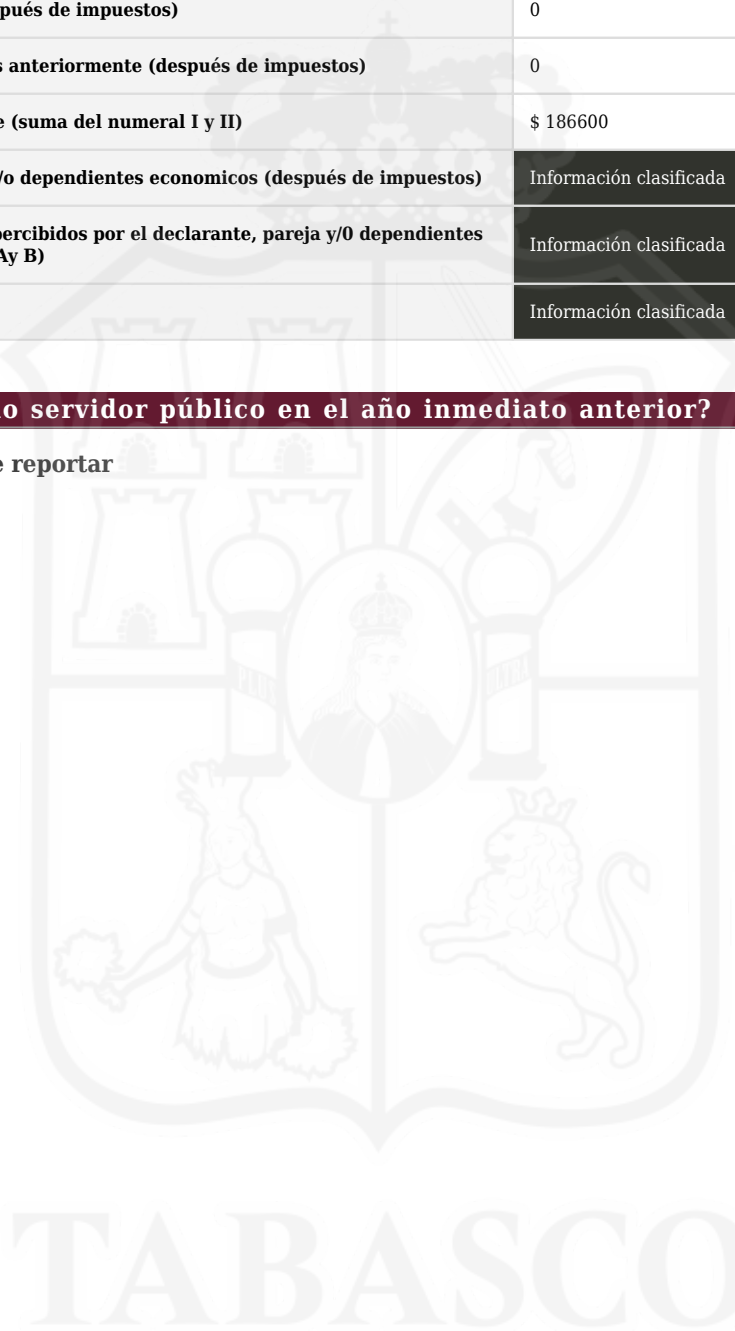 pués de impuestos)
0
s anteriormente (después de impuestos)
0
e (suma del numeral I y II)
$ 186600
/o dependientes economicos (después de impuestos)
Información clasificada
percibidos por el declarante, pareja y/0 dependientes
Ay B)
Información clasificada
Información clasificada
o servidor público en el año inmediato anterior?
e reportar
PLUS
ULTRA
TABASCO